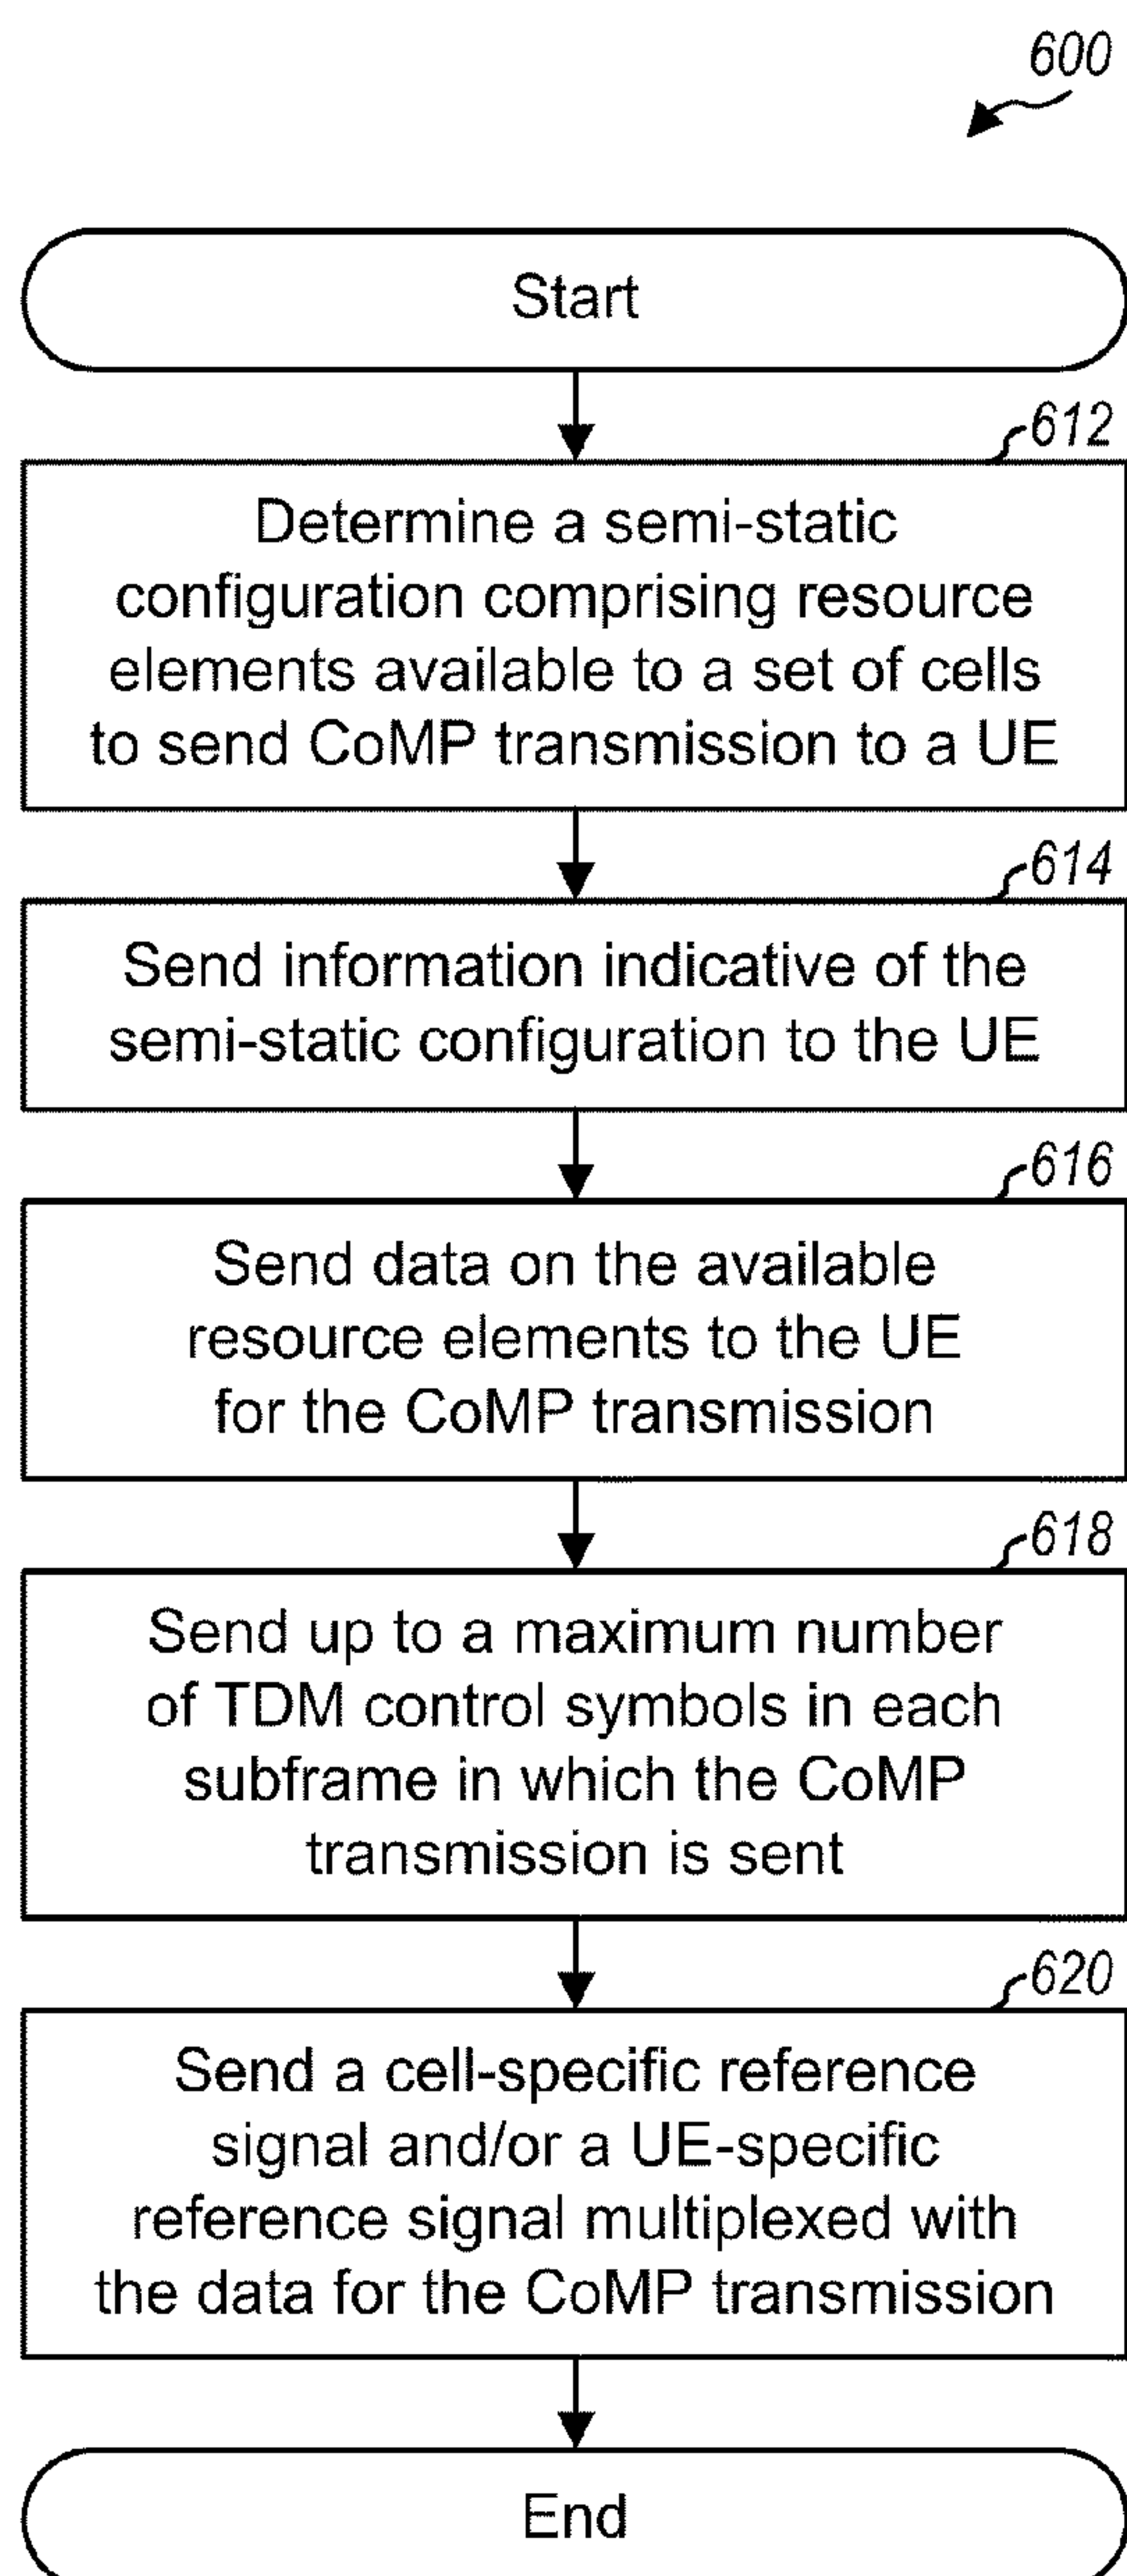 600
Start
612
Determine a semi-static
configuration comprising resource
elements available to a set of cells
to send CoMP transmission to a UE
614
Send information indicative of the
semi-static configuration to the UE
616
Send data on the available
resource elements to the UE
for the CoMP transmission
618
Send up to a maximum number
of TDM control symbols in each
subframe in which the CoMP
transmission is sent
620
Send a cell-specific reference
signal and/or a UE-specific
reference signal multiplexed with
the data for the CoMP transmission
End